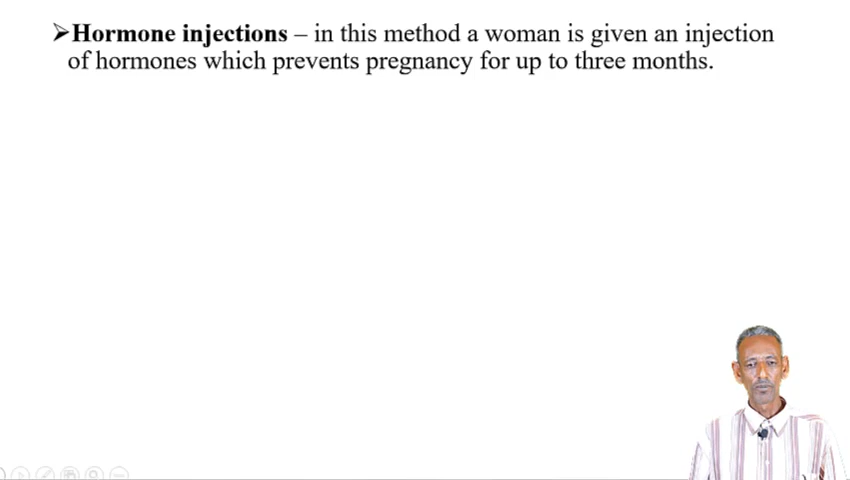 ➢Hormone injections – in this method a woman is given an injection
of hormones which prevents pregnancy for up to three months.